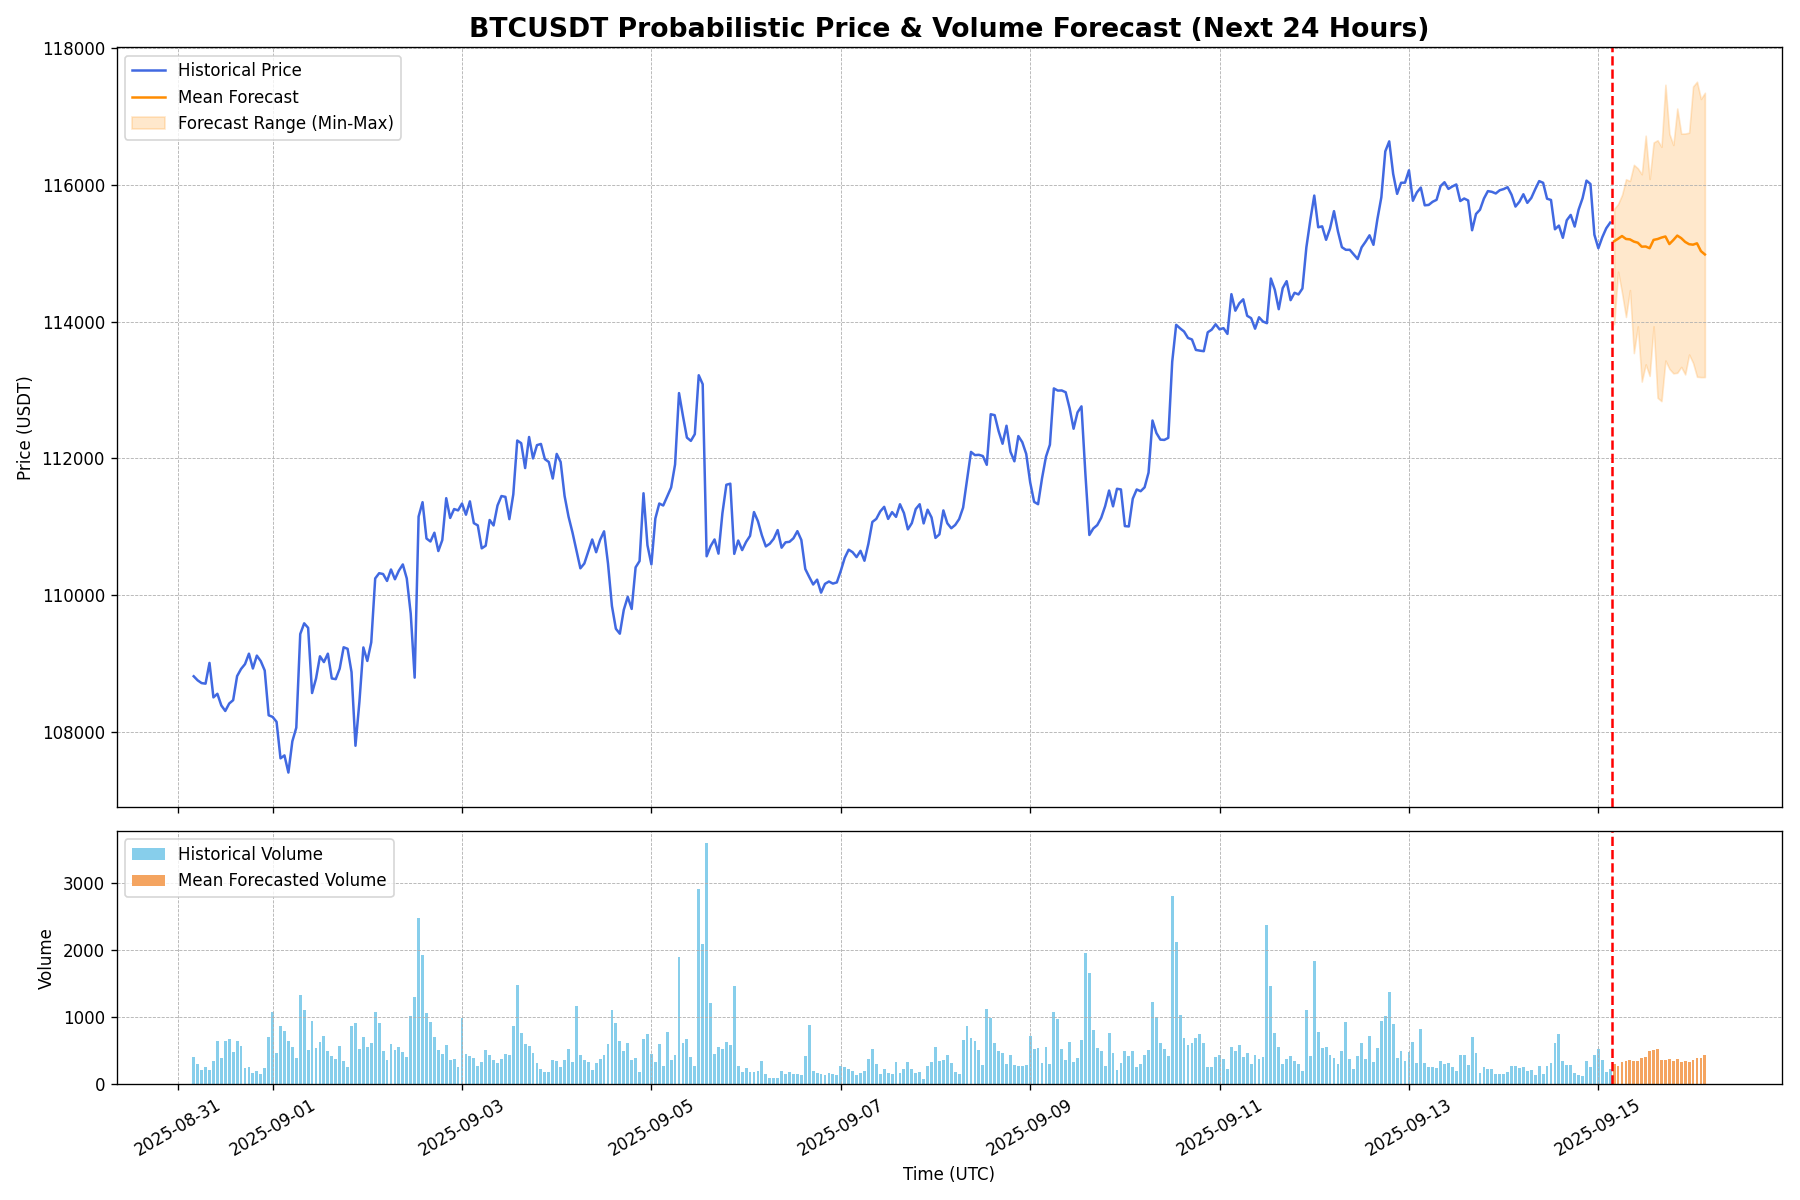 BTCUSDT Probabilistic Price & Volume Forecast (Next 24 Hours)
Historical Price
Mean Forecast
Forecast Range (Min-Max)
118000
116000
114000
112000
110000
108000
Price (USDT)
Historical Volume
Mean Forecasted Volume
3000
2000
1000
0
Volume
2025-08-31
2025-09-01
2025-09-03
2025-09-05
2025-09-07
2025-09-09
2025-09-11
2025-09-13
2025-09-15
Time (UTC)